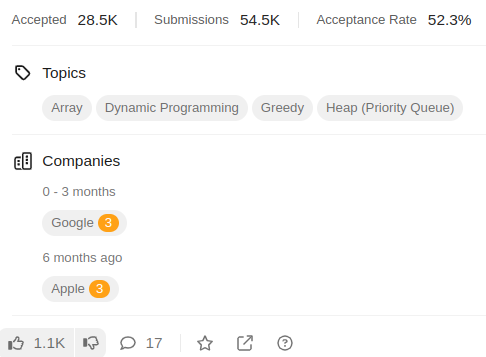 Accepted 28.5K Submissions 54.5K Acceptance Rate 52.3%
Topics
Array Dynamic Programming Greedy Heap (Priority Queue)
Companies
0 - 3 months
Google 3
6 months ago
Apple 3
1.1K 17